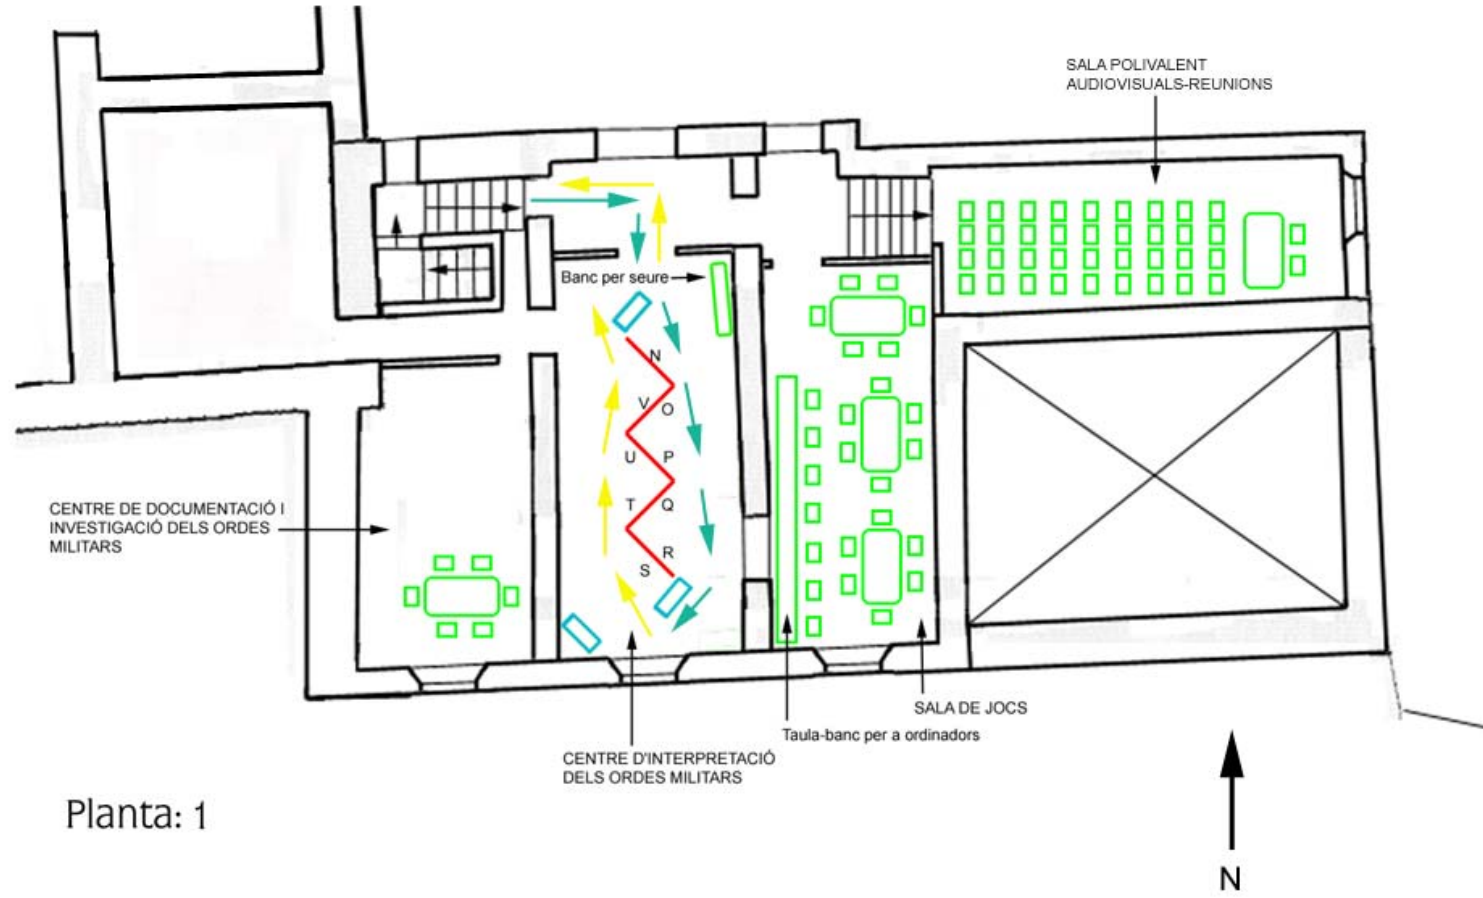 SALA POLIVALENT
AUDIOVISUALS-REUNIONS
Banc per seure
N
V
O
U
P
T
Q
R
S
CENTRE DE DOCUMENTACIÓ I
INVESTIGACIÓ DELS ORDES
MILITARS
SALA DE JOCS
Taula-banc per a ordinadors
CENTRE D'INTERPRETACIÓ
DELS ORDES MILITARS
Planta: 1
N